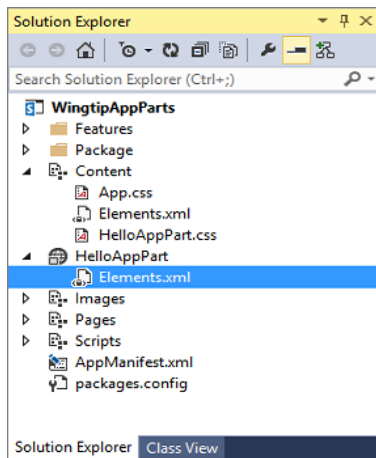 Solution Explorer
Search Solution Explorer (Ctrl+;)
WingtipAppParts
Features
Package
Content
App.css
Elements.xml
HelloAppPart.css
HelloAppPart
Elements.xml
Images
Pages
Scripts
AppManifest.xml
packages.config
Solution Explorer Class View